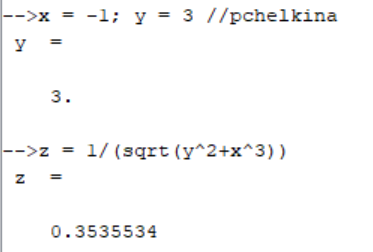 -->x = -1; y = 3 //pchelkina
y  =
3.
-->z = 1/(sqrt(y^2+x^3))
z  =
0.3535534